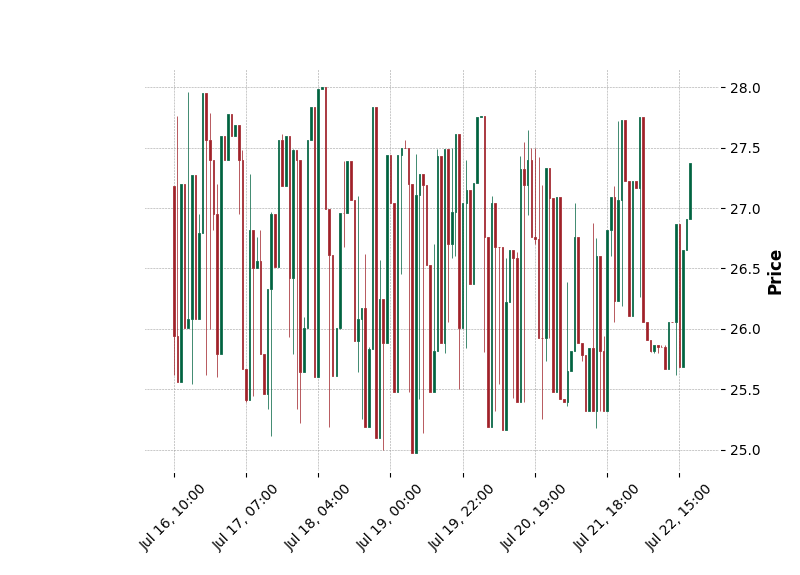 28.0
27.5
27.0
26.5
26.0
25.5
25.0
Price
Jul 16, 10:00
Jul 17, 07:00
Jul 18, 04:00
Jul 19, 00:00
Jul 19, 22:00
Jul 20, 19:00
Jul 21, 18:00
Jul 22, 15:00